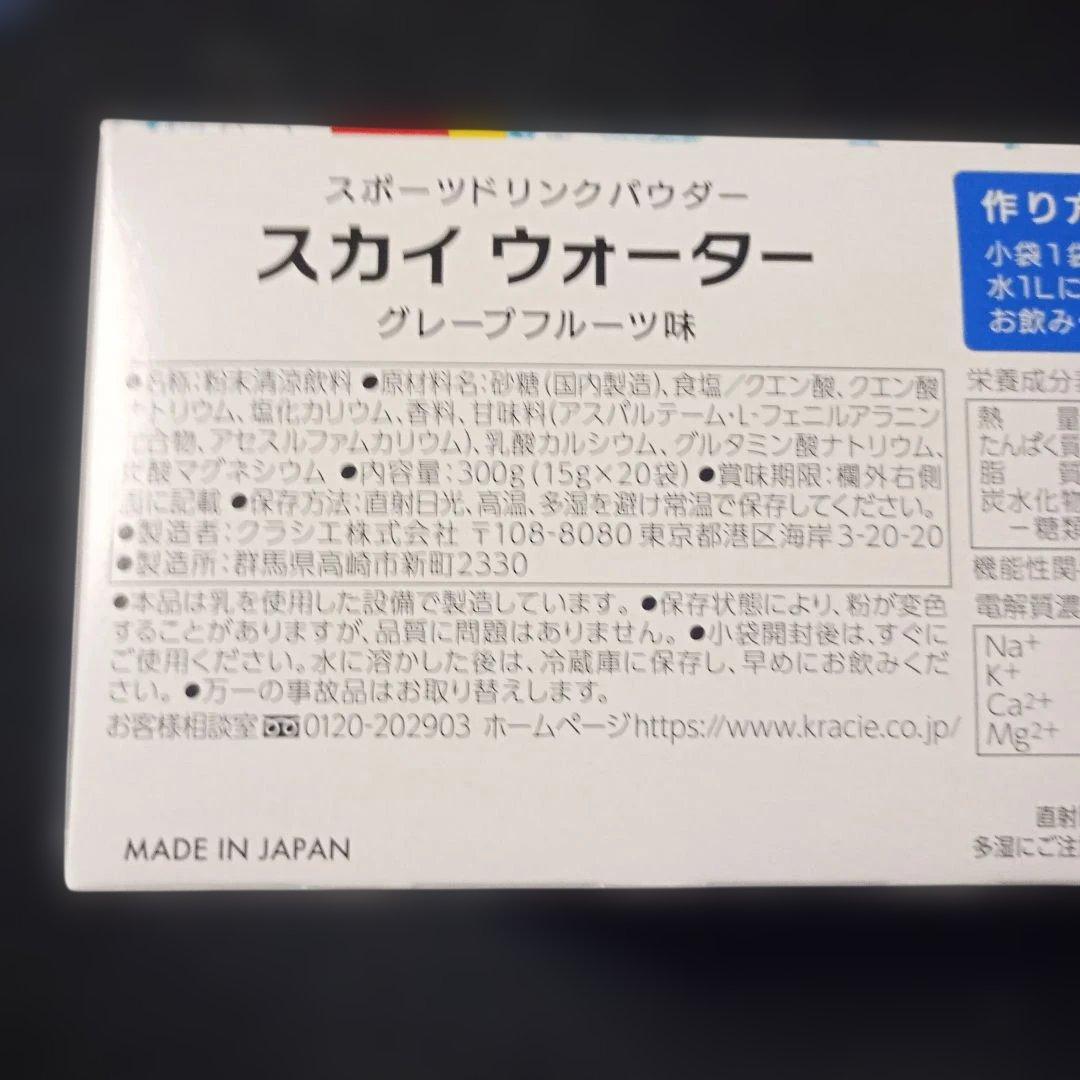 スポーツドリンクパウダー
スカイ ウォーター
グレープフルーツ味
●名称:粉末清涼飲料 ●原材料名:砂糖(国内製造)、食塩/クエン酸、クエン酸
トリウム、塩化カリウム、香料、甘味料(アスパルテーム・L-フェニルアラニン
合物、アセスルファムカリウム)、乳酸カルシウム、グルタミン酸ナトリウム、
炭酸マグネシウム ●内容量:300g(15g×20袋) ●賞味期限:欄外右側
面に記載 ●保存方法:直射日光、高温、多湿を避け常温で保存してください。
●製造者:クラシエ株式会社 〒108-8080 東京都港区海岸3-20-20
●製造所:群馬県高崎市新町2330
●本品は乳を使用した設備で製造しています。 ●保存状態により、粉が変色
することがありますが、品質に問題はありません。 ●小袋開封後は、すぐに
ご使用ください。水に溶かした後は、冷蔵庫に保存し、早めにお飲みくだ
さい。 ●万一の事故品はお取り替えします。
お客様相談室 0120-202903 ホームページhttps://www.kracie.co.jp/
MADE IN JAPAN
作り方
小袋1袋
水1Lに
お飲み
栄養成分
熱 量
たんぱく質
脂 質
炭水化物
ー糖類
機能性関
電解質濃
Na⁺
K⁺
Ca²⁺
Mg²⁺
直射
多湿にご注